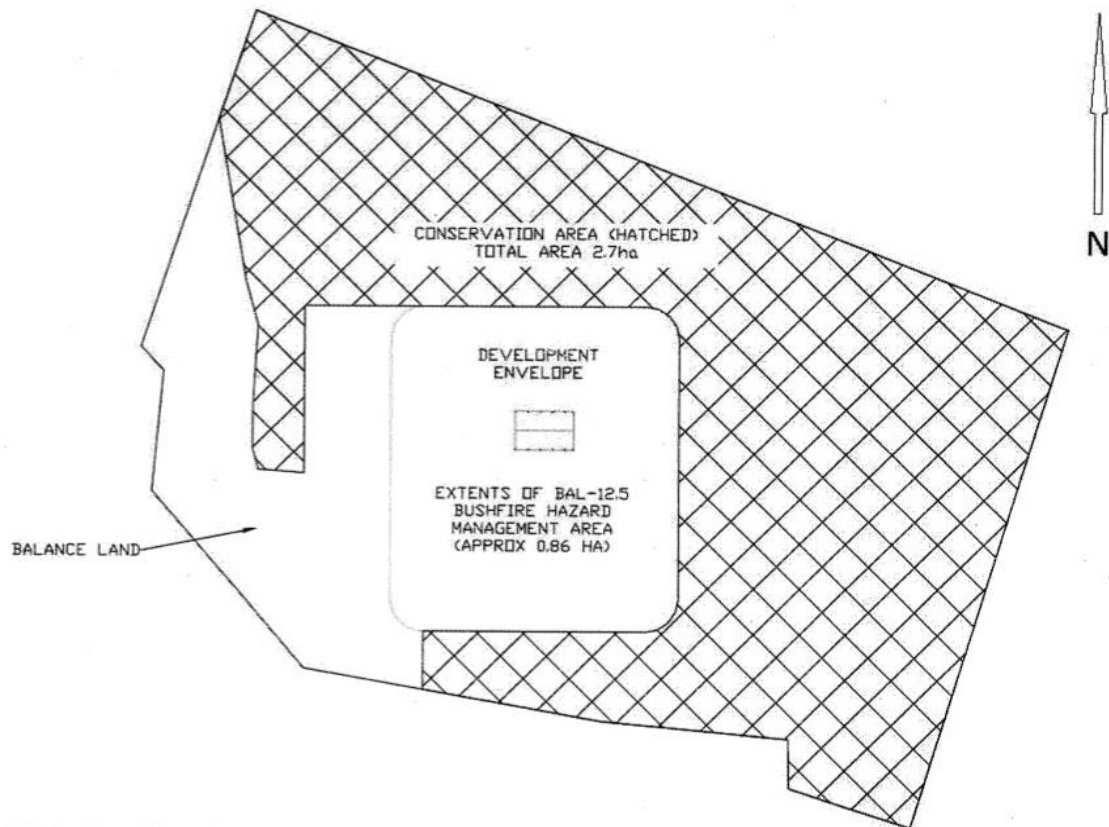 CONSERVATION AREA (HATCHED)
TOTAL AREA 2.7ha
N
DEVELOPMENT
ENVELOPE
EXTENTS OF BAL-12.5
BUSHFIRE HAZARD
MANAGEMENT AREA
(APPROX 0.86 HA)
BALANCE LAND